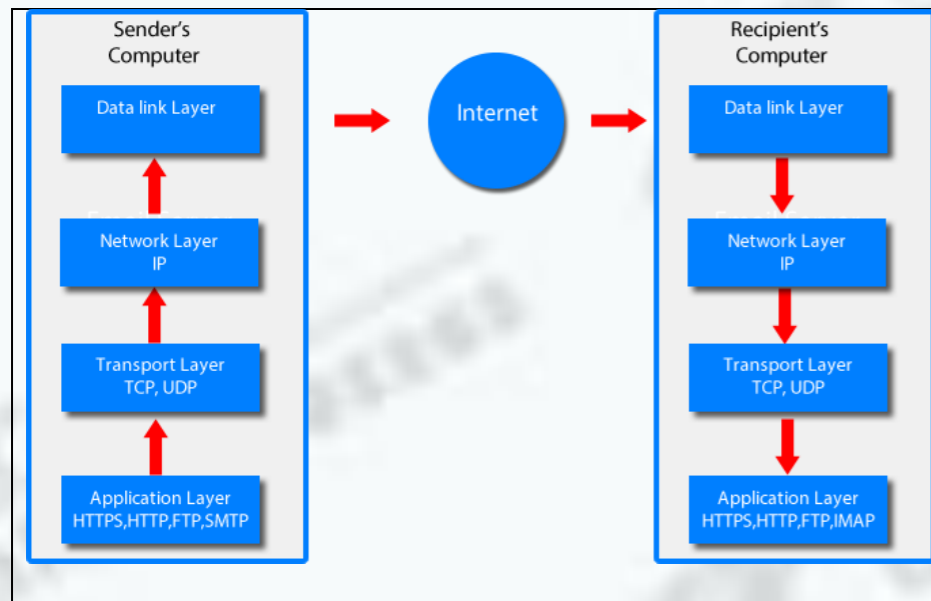 Sender's
Computer
Data link Layer
Network Layer
IP
Transport Layer
TCP, UDP
Application Layer
HTTPS,HTTP,FTP,SMTP
Internet
Recipient's
Computer
Data link Layer
Network Layer
IP
Transport Layer
TCP, UDP
Application Layer
HTTPS,HTTP,FTP,IMAP